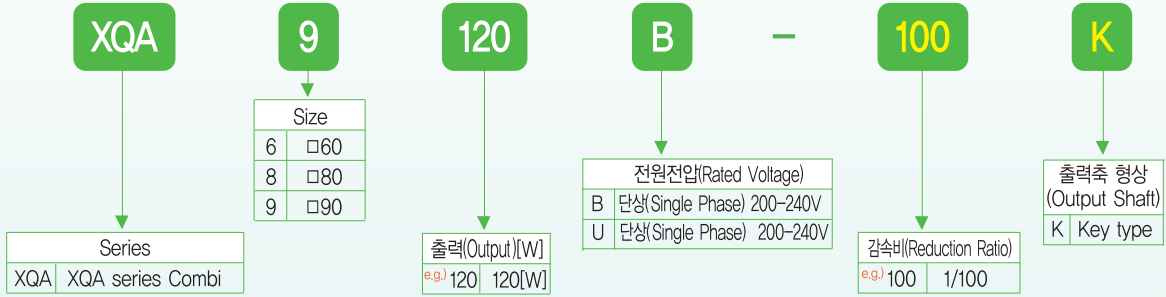 XQA 9 120 B - 100 K
Size
6 □60
8 □80
9 □90
Series
XQA XQA series Combi
출력(Output)[W]
e.g.) 120 120[W]
전원전압(Rated Voltage)
B 단상(Single Phase) 200-240V
U 단상(Single Phase) 200-240V
감속비(Reduction Ratio)
e.g.) 100 1/100
출력축 형상
(Output Shaft)
K Key type